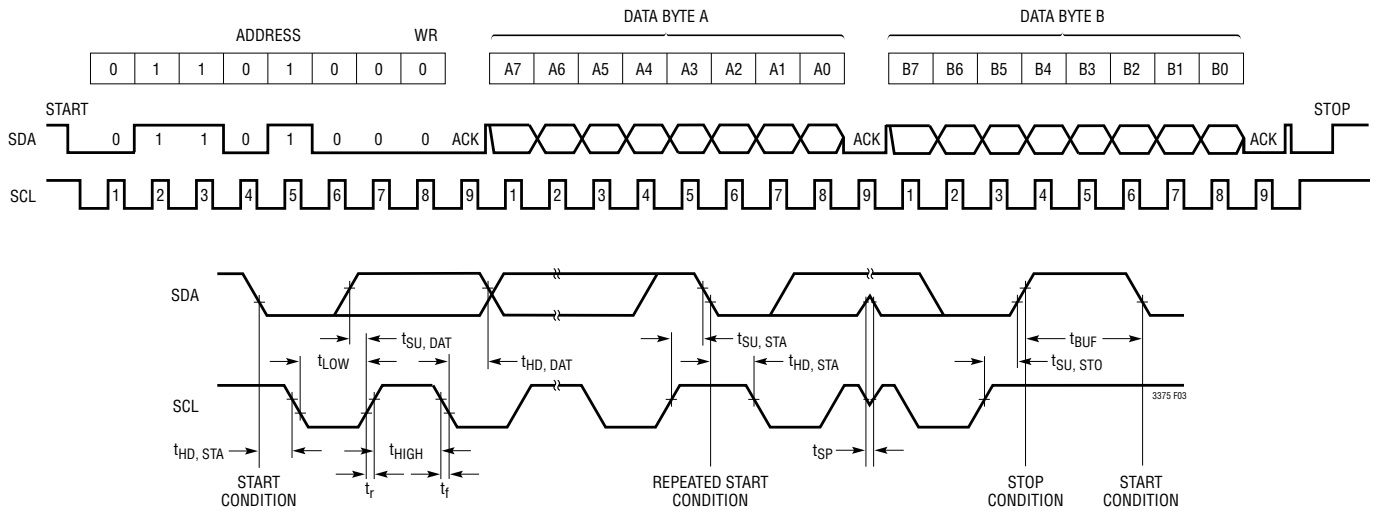 DATA BYTE A DATA BYTE B
ADDRESS WR
0 1 1 0 1 0 0 0 A7 A6 A5 A4 A3 A2 A1 A0 B7 B6 B5 B4 B3 B2 B1 B0
START STOP
SDA 0 1 1 0 1 0 0 0 ACK ACK ACK
SCL 1 2 3 4 5 6 7 8 9 1 2 3 4 5 6 7 8 9 1 2 3 4 5 6 7 8 9
SDA
tSU, DAT tSU, STA tBUF
tLOW tHD, DAT tHD, STA tSU, STO
SCL 3375 F03
tHD, STA tHIGH tSP
tr tf
START CONDITION REPEATED START CONDITION STOP CONDITION START CONDITION